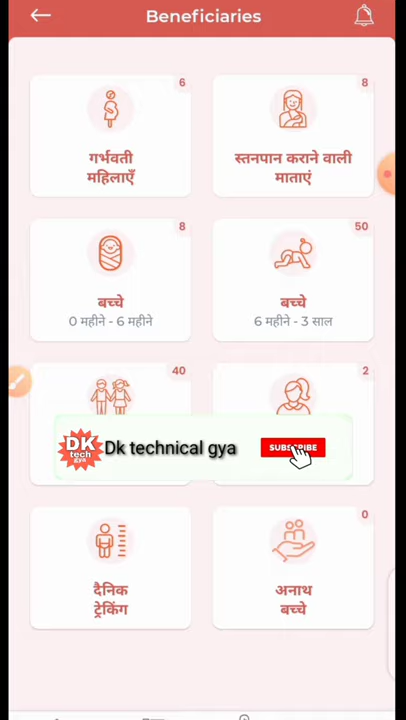 Beneficiaries
6
गर्भवती
महिलाएँ
8
स्तनपान कराने वाली
माताएं
8
बच्चे
0 महीने - 6 महीने
50
बच्चे
6 महीने - 3 साल
40
2
DK
tech
gya
Dk technical gya
SUBSCRIBE
दैनिक
ट्रेकिंग
0
अनाथ
बच्चे